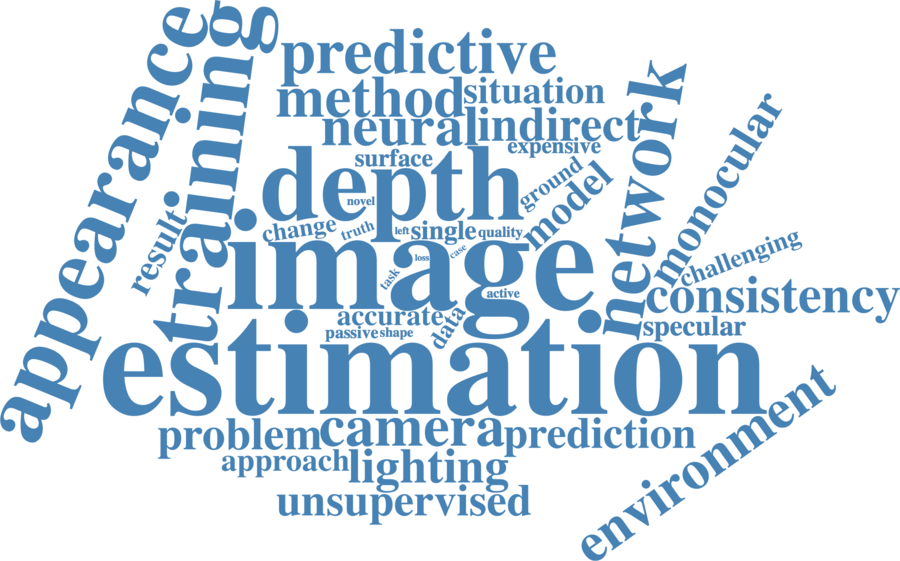 appearance
training
predictive
method
situation
neural
indirect
expensive
network
monocular
surface
depth
novel
ground
model
change
truth
left
single
quality
result
image
task
loss
case
active
challenging
consistency
specular
accurate
data
passive
shape
estimation
problem
camera
prediction
approach
lighting
unsupervised
environment